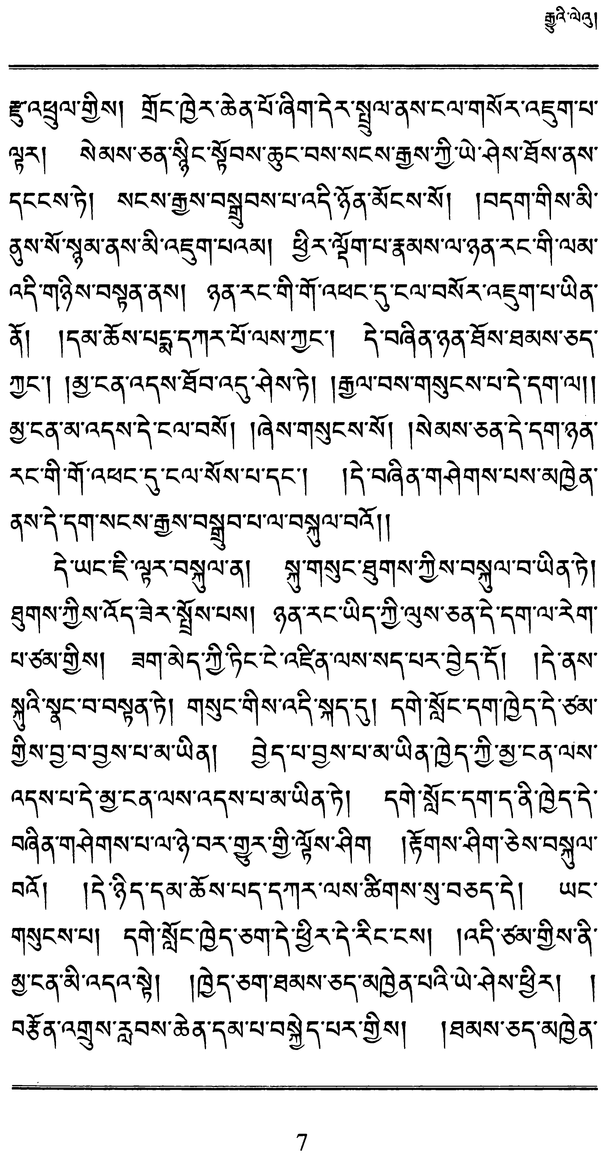 རྒྱུའི་ལེའུ།
རྫུ་འཕྲུལ་གྱིས། གྲོང་ཁྱེར་ཆེན་པོ་ཞིག་དེར་སྤྲུལ་ནས་ངལ་གསོར་འཇུག་པ་
ལྟར། སེམས་ཅན་སྙིང་སྟོབས་ཆུང་བས་སངས་རྒྱས་ཀྱི་ཡེ་ཤེས་ཐོས་ནས་
དངངས་ཏེ། སངས་རྒྱས་བསྒྲུབས་པ་འདི་ཉོན་མོངས་སོ། །བདག་གིས་མི་
ནུས་སོ་སྙམ་ནས་མི་འཇུག་པའམ། ཕྱིར་ལྡོག་པ་རྣམས་ལ་ཉན་རང་གི་ལམ་
འདི་གཉིས་བསྟན་ནས། ཉན་རང་གི་གོ་འཕང་དུ་ངལ་བསོར་འཇུག་པ་ཡིན་
ནོ། །དམ་ཆོས་པདྨ་དཀར་པོ་ལས་ཀྱང་། དེ་བཞིན་ཉན་ཐོས་ཐམས་ཅད་
ཀྱང་། །མྱ་ངན་འདས་ཐོབ་འདུ་ཤེས་ཏེ། །རྒྱལ་བས་གསུངས་པ་དེ་དག་ལ།།
མྱ་ངན་མ་འདས་དེ་ངལ་བསོ། །ཞེས་གསུངས་སོ། །སེམས་ཅན་དེ་དག་ཉན་
རང་གི་གོ་འཕང་དུ་ངལ་སོས་པ་དང་། །དེ་བཞིན་གཤེགས་པས་མཁྱེན་
ནས་དེ་དག་སངས་རྒྱས་བསྒྲུབ་པ་ལ་བསྐུལ་བའོ།།
དེ་ཡང་ཇི་ལྟར་བསྐུལ་ན། སྐུ་གསུང་ཐུགས་ཀྱིས་བསྐུལ་བ་ཡིན་ཏེ།
ཐུགས་ཀྱིས་འོད་ཟེར་སྤྲོས་པས། ཉན་རང་ཡིད་ཀྱི་ལུས་ཅན་དེ་དག་ལ་རེག་
པ་ཙམ་གྱིས། ཟག་མེད་ཀྱི་ཏིང་ངེ་འཛིན་ལས་སད་པར་བྱེད་དོ། །དེ་ནས་
སྐུའི་སྣང་བ་བསྟན་ཏེ། གསུང་གིས་འདི་སྐད་དུ། དགེ་སློང་དག་ཁྱེད་དེ་ཙམ་
གྱིས་བྱ་བ་བྱས་པ་མ་ཡིན། བྱེད་པ་བྱས་པ་མ་ཡིན་ཁྱེད་ཀྱི་མྱ་ངན་ལས་
འདས་པ་དེ་མྱ་ངན་ལས་འདས་པ་མ་ཡིན་ཏེ། དགེ་སློང་དག་ད་ནི་ཁྱེད་དེ་
བཞིན་གཤེགས་པ་ལ་ཉེ་བར་གྱུར་གྱི་ལྟོས་ཤིག །རྟོགས་ཤིག་ཅེས་བསྐུལ་
བའོ། །དེ་ཉིད་དམ་ཆོས་པད་དཀར་ལས་ཚིགས་སུ་བཅད་དེ། ཡང་
གསུངས་པ། དགེ་སློང་ཁྱེད་ཅག་དེ་ཕྱིར་དེ་རིང་ངས། །འདི་ཙམ་གྱིས་ནི་
མྱ་ངན་མི་འདའ་སྟེ། །ཁྱེད་ཅག་ཐམས་ཅད་མཁྱེན་པའི་ཡེ་ཤེས་ཕྱིར། །
བརྩོན་འགྲུས་རླབས་ཆེན་དམ་པ་བསྐྱེད་པར་གྱིས། །ཐམས་ཅད་མཁྱེན་
7